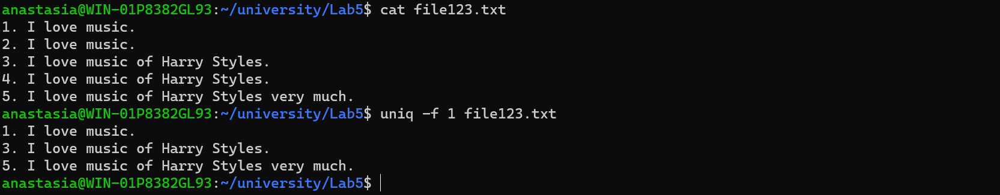 anastasia@WIN-01P8382GL93:~/university/Lab5$ cat file123.txt
1. I love music.
2. I love music.
3. I love music of Harry Styles.
4. I love music of Harry Styles.
5. I love music of Harry Styles very much.
anastasia@WIN-01P8382GL93:~/university/Lab5$ uniq -f 1 file123.txt
1. I love music.
3. I love music of Harry Styles.
5. I love music of Harry Styles very much.
anastasia@WIN-01P8382GL93:~/university/Lab5$